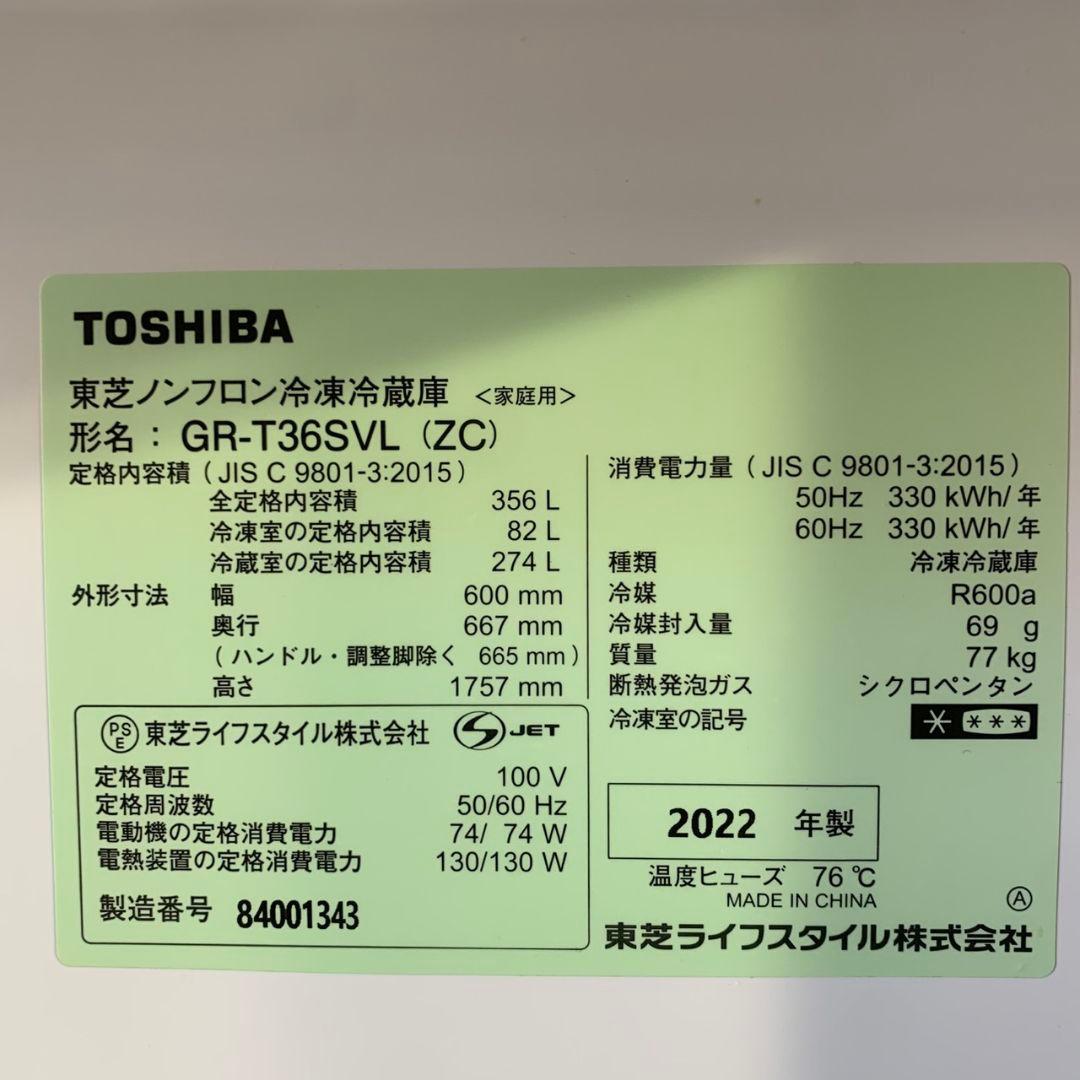 TOSHIBA
東芝ノンフロン冷凍冷蔵庫 <家庭用>
形名: GR-T36SVL (ZC)
定格内容積 (JIS C 9801-3:2015)
全定格内容積 356 L
冷凍室の定格内容積 82 L
冷蔵室の定格内容積 274 L
外形寸法 幅 600 mm
奥行 667 mm
(ハンドル・調整脚除く 665 mm)
高さ 1757 mm
消費電力量 (JIS C 9801-3:2015)
50Hz 330 kWh/年
60Hz 330 kWh/年
種類 冷凍冷蔵庫
冷媒 R600a
冷媒封入量 69 g
質量 77 kg
断熱発泡ガス シクロペンタン
冷凍室の記号 * ***
PSE 東芝ライフスタイル株式会社 S JET
定格電圧 100 V
定格周波数 50/60 Hz
電動機の定格消費電力 74/ 74 W
電熱装置の定格消費電力 130/130 W
製造番号 84001343
2022 年製
温度ヒューズ 76 ℃
MADE IN CHINA
Ⓐ
東芝ライフスタイル株式会社